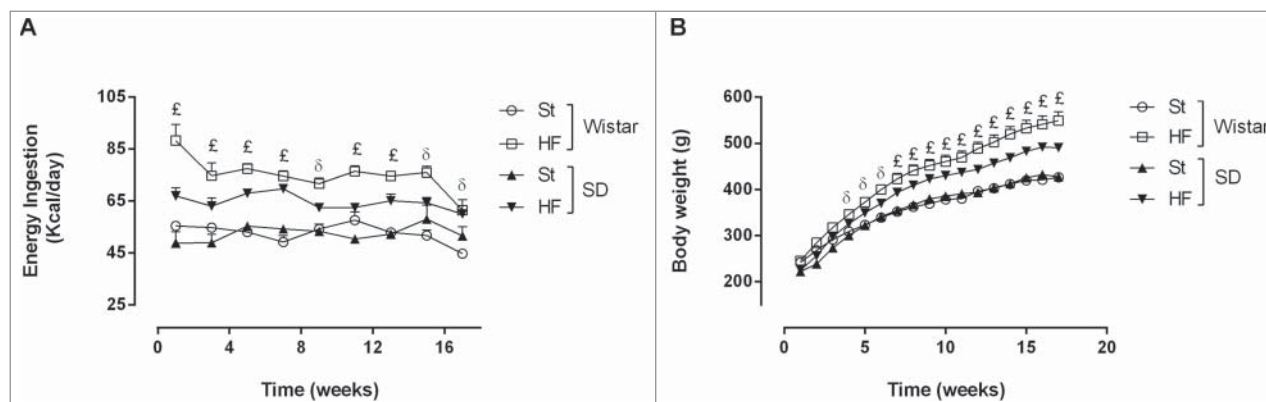 A
Energy Ingestion
(Kcal/day)
105
85
65
45
25
£ £ £ £ δ £ £ δ δ
0 4 8 12 16
Time (weeks)
St
HF
Wistar
St
HF
SD
B
Body weight (g)
600
500
400
300
200
δ δ δ £ £ £ £ £ £ £ £ £ £ £
0 5 10 15 20
Time (weeks)
St
HF
Wistar
St
HF
SD